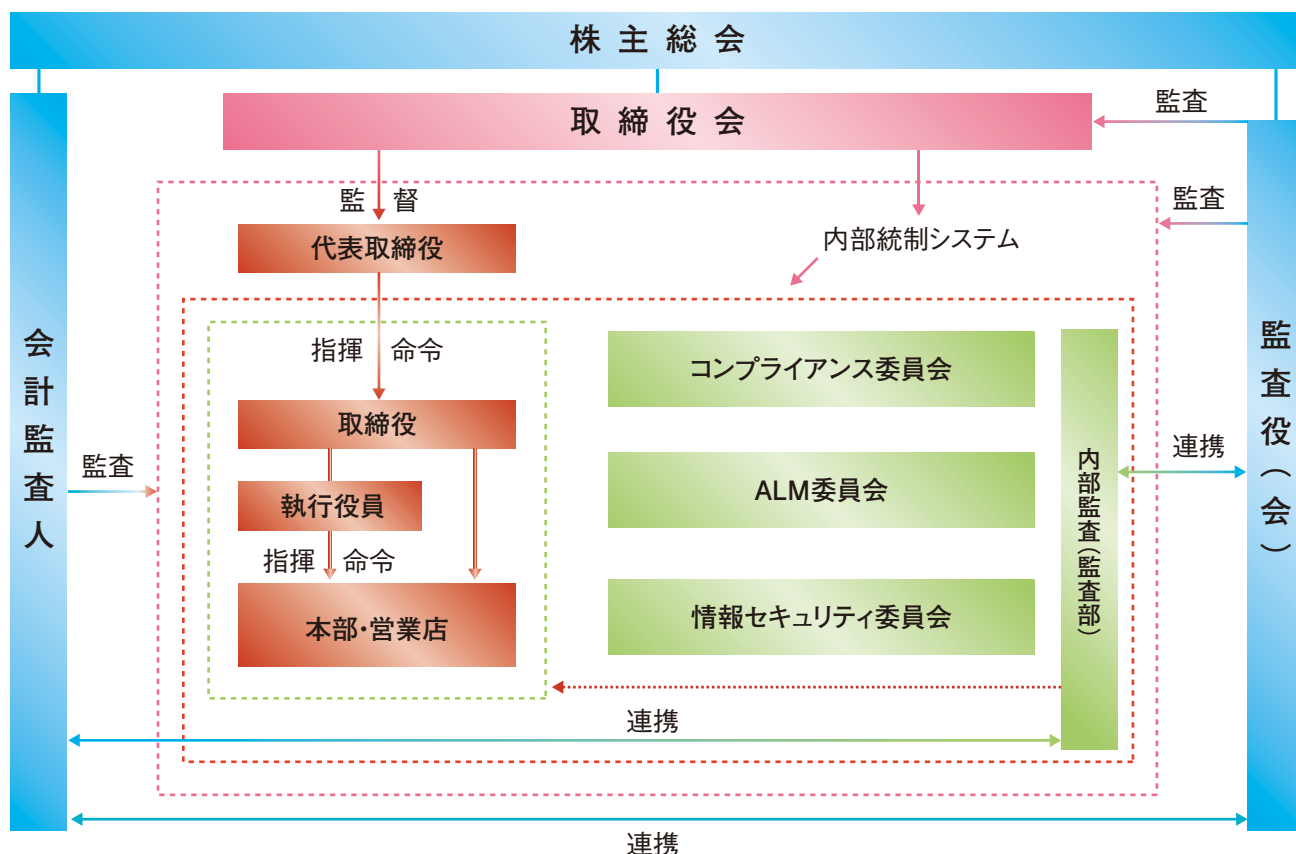 株主総会
取締役会
監査
監督
監査
代表取締役
内部統制システム
会計監査人
監査役（会）
指揮 命令
コンプライアンス委員会
取締役
監査
連携
内部監査（監査部）
執行役員
ALM委員会
指揮 命令
本部・営業店
情報セキュリティ委員会
連携
連携